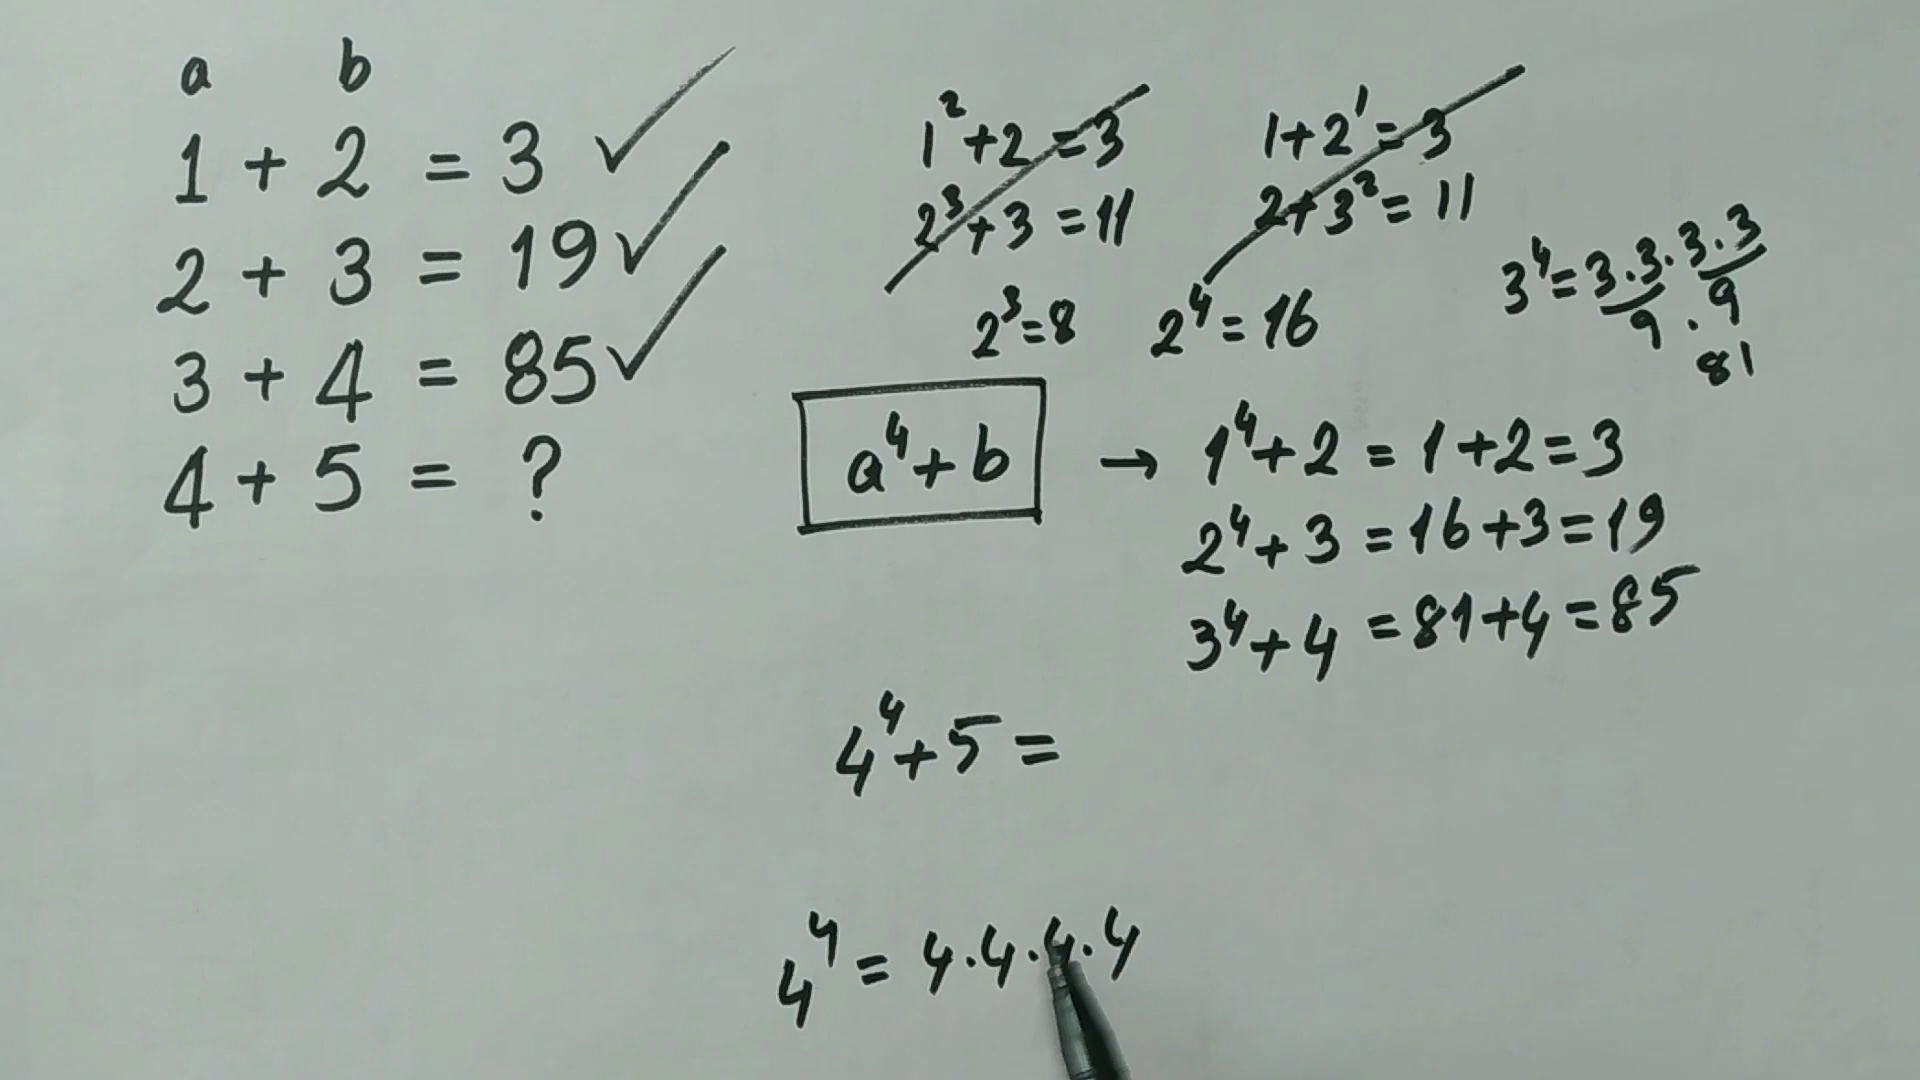 a b
1 + 2 = 3 ✓
2 + 3 = 19 ✓
3 + 4 = 85 ✓
4 + 5 = ?
1² + 2 = 3
2³ + 3 = 11
1 + 2¹ = 3
2 + 3² = 11
2³ = 8
2⁴ = 16
3⁴ = 3 . 3 . 3 . 3
9 . 9
81
a⁴ + b
→ 1⁴ + 2 = 1 + 2 = 3
2⁴ + 3 = 16 + 3 = 19
3⁴ + 4 = 81 + 4 = 85
4⁴ + 5 =
4⁴ = 4 . 4 . 4 . 4